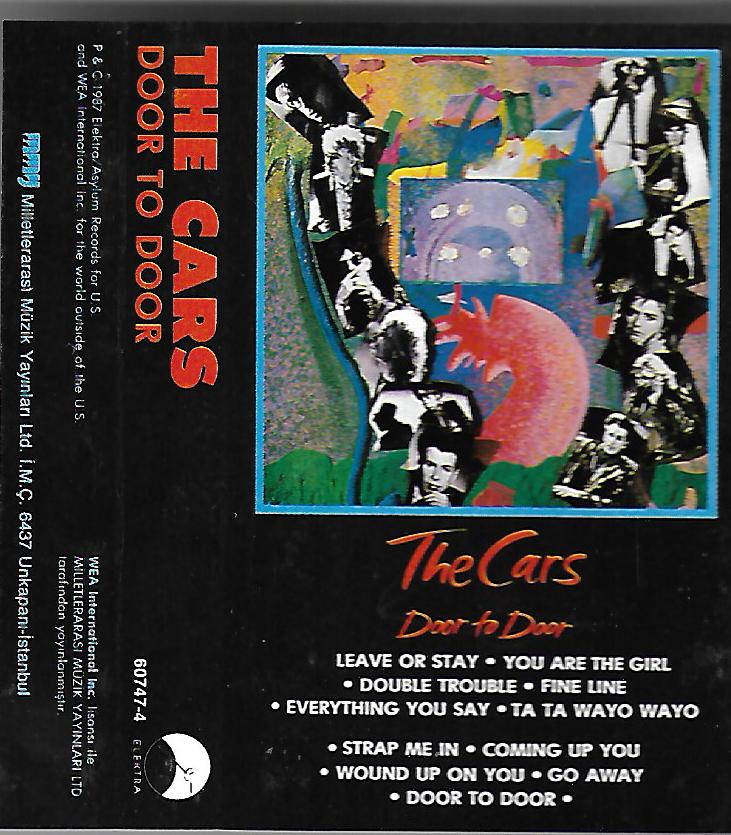 THE CARS
DOOR TO DOOR
P & C 1987 Elektra/Asylum Records for U.S.
and WEA International Inc. for the world outside of the U.S.
mmy Milletlerarası Müzik Yayınları Ltd. İ.M.Ç. 6437 Unkapanı-İstanbul
WEA International Inc. lisansı ile
MİLLETLERARASI MÜZİK YAYINLARI LTD
tarafından yayınlanmıştır.
60747-4
ELEKTRA
The Cars
Door to Door
LEAVE OR STAY • YOU ARE THE GIRL
• DOUBLE TROUBLE • FINE LINE
• EVERYTHING YOU SAY • TA TA WAYO WAYO
• STRAP ME IN • COMING UP YOU
• WOUND UP ON YOU • GO AWAY
• DOOR TO DOOR •